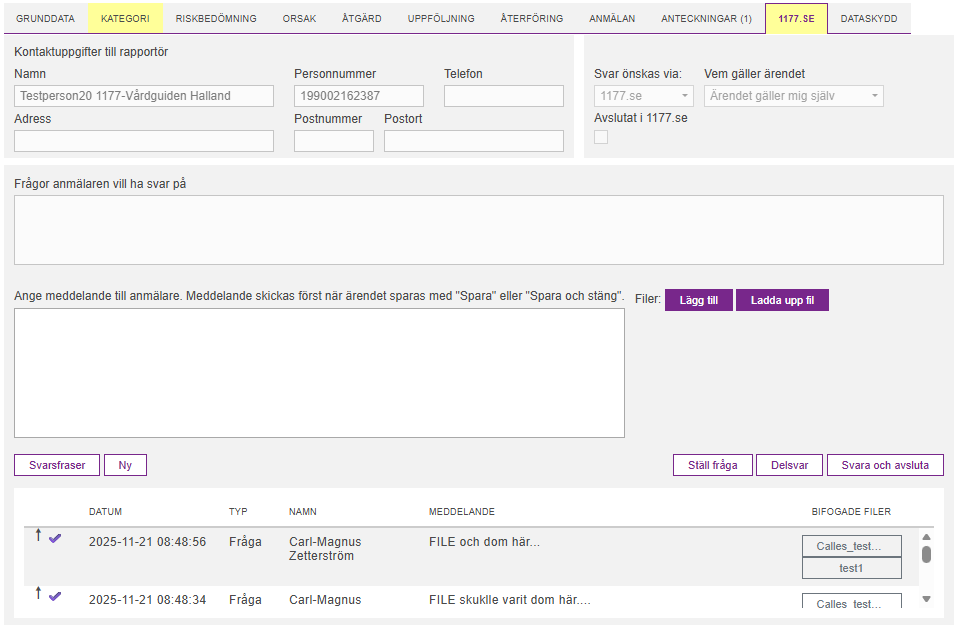 GRUNDDATA KATEGORI RISKBEDÖMNING ORSAK ÅTGÄRD UPPFÖLJNING ÅTERFÖRING ANMÄLAN ANTECKNINGAR (1) 1177.SE DATASKYDD
Kontaktuppgifter till rapportör
Namn Personnummer Telefon Svar önskas via: Vem gäller ärendet
Testperson20 1177-Vårdguiden Halland 199002162387 1177.se Ärendet gäller mig själv
Adress Postnummer Postort Avslutat i 1177.se
Frågor anmälaren vill ha svar på
Ange meddelande till anmälare. Meddelande skickas först när ärendet sparas med "Spara" eller "Spara och stäng". Filer: Lägg till Ladda upp fil
Svarsfraser Ny Ställ fråga Delsvar Svara och avsluta
DATUM TYP NAMN MEDDELANDE BIFOGADE FILER
2025-11-21 08:48:56 Fråga Carl-Magnus FILE och dom här... Calles_test...
Zetterström test1
2025-11-21 08:48:34 Fråga Carl-Magnus FILE skuklle varit dom här.... Calles_test...